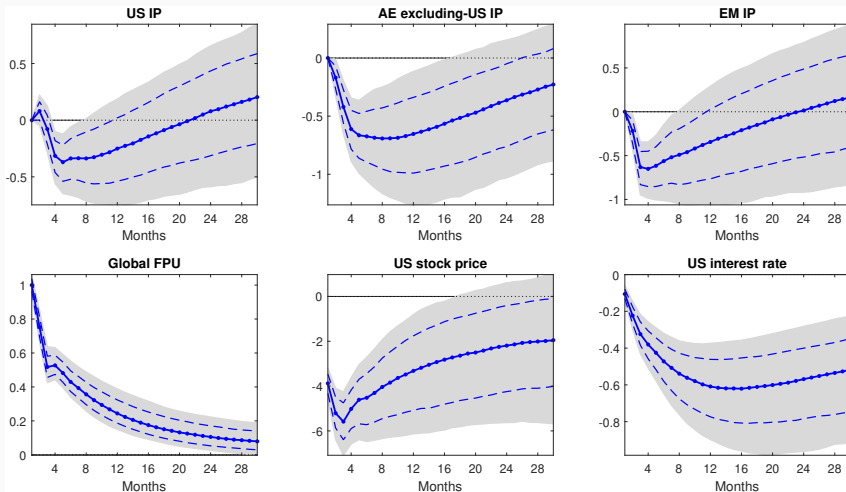 US IP
AE excluding-US IP
EM IP
0.5
0
-0.5
4 8 12 16 20 24 28
Months
0
-0.5
-1
4 8 12 16 20 24 28
Months
0.5
0
-0.5
-1
4 8 12 16 20 24 28
Months
Global FPU
US stock price
US interest rate
1
0.8
0.6
0.4
0.2
0
4 8 12 16 20 24 28
Months
0
-2
-4
-6
4 8 12 16 20 24 28
Months
0
-0.2
-0.4
-0.6
-0.8
4 8 12 16 20 24 28
Months